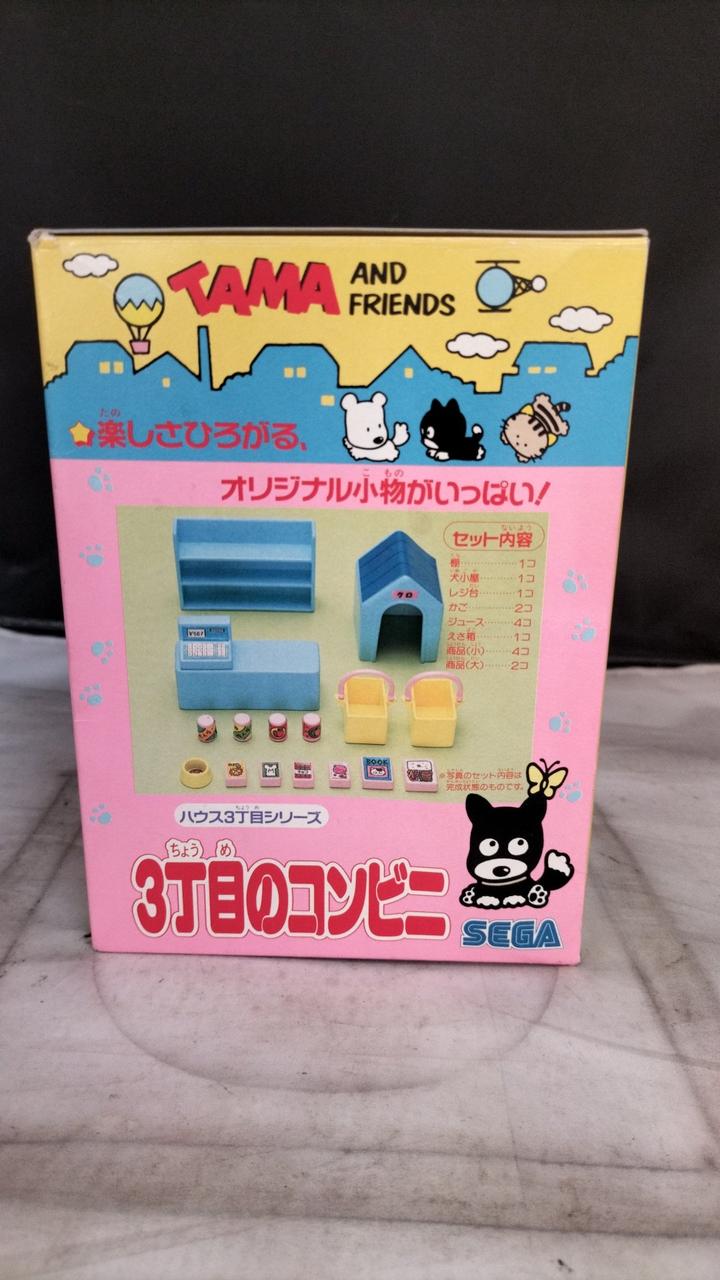 TAMA AND FRIENDS
楽しさひろがる、
オリジナル小物がいっぱい!
セット内容
棚………1コ
犬小屋………1コ
レジ台………1コ
かご………2コ
ジュース………4コ
えさ箱………1コ
商品(小)………4コ
商品(大)………2コ
クロ
¥567
BOOK
※写真のセット内容は
完成状態のものです。
ハウス3丁目シリーズ
3丁目のコンビニ
SEGA